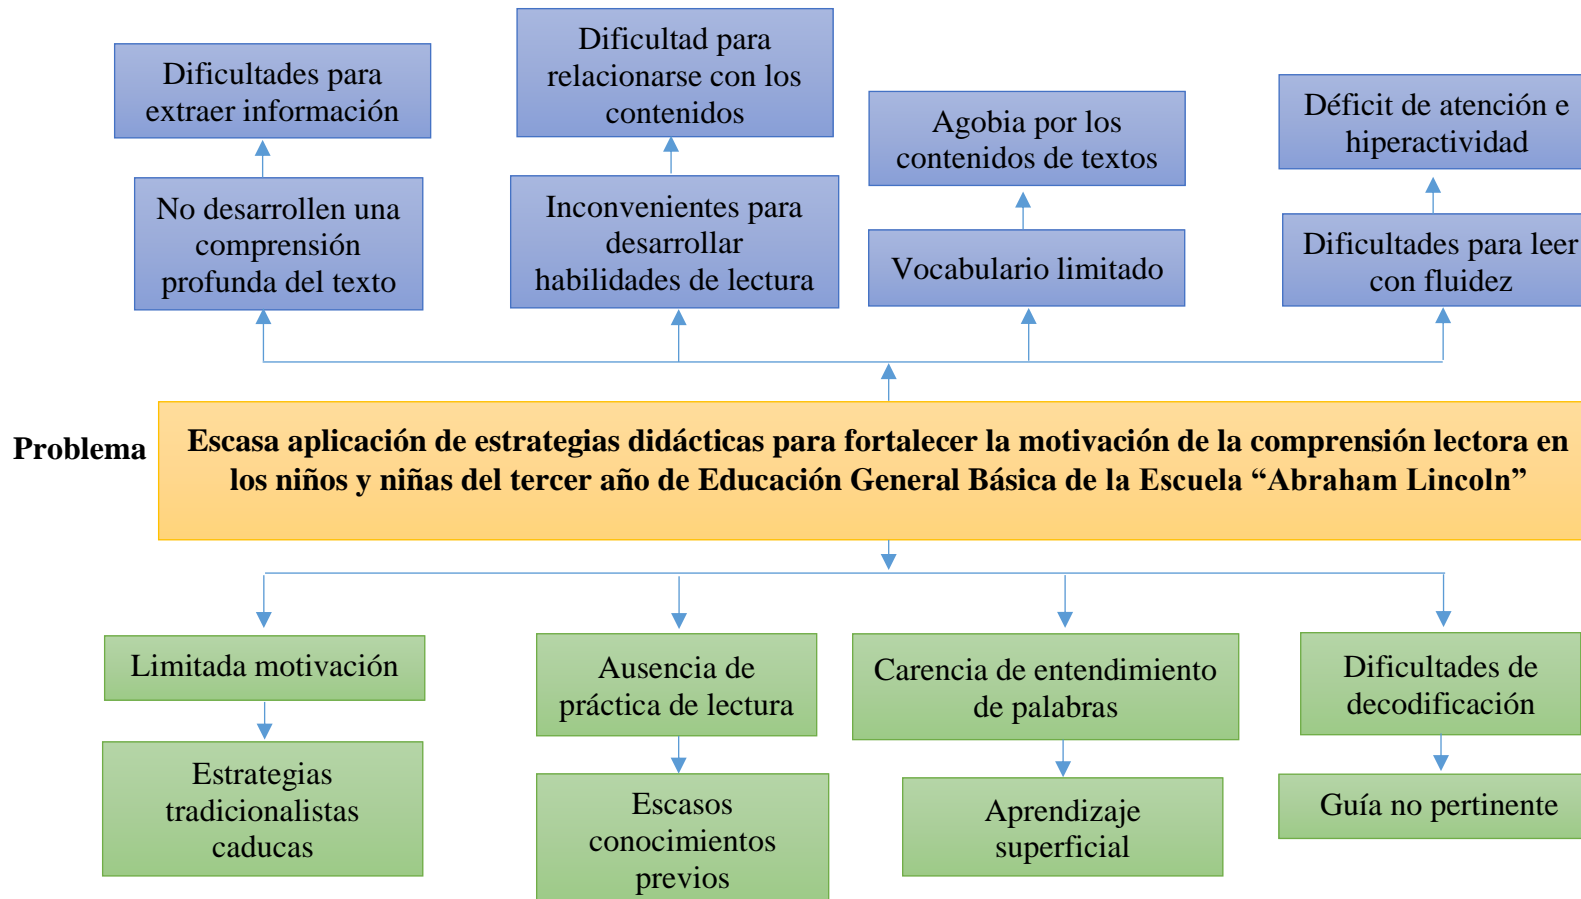 Dificultades para
extraer información
Dificultad para
relacionarse con los
contenidos
Agobia por los
contenidos de textos
Déficit de atención e
hiperactividad
No desarrollen una
comprensión
profunda del texto
Inconvenientes para
desarrollar
habilidades de lectura
Vocabulario limitado
Dificultades para leer
con fluidez
Problema
Escasa aplicación de estrategias didácticas para fortalecer la motivación de la comprensión lectora en
los niños y niñas del tercer año de Educación General Básica de la Escuela “Abraham Lincoln”
Limitada motivación
Ausencia de
práctica de lectura
Carencia de entendimiento
de palabras
Dificultades de
decodificación
Estrategias
tradicionalistas
caducas
Escasos
conocimientos
previos
Aprendizaje
superficial
Guía no pertinente